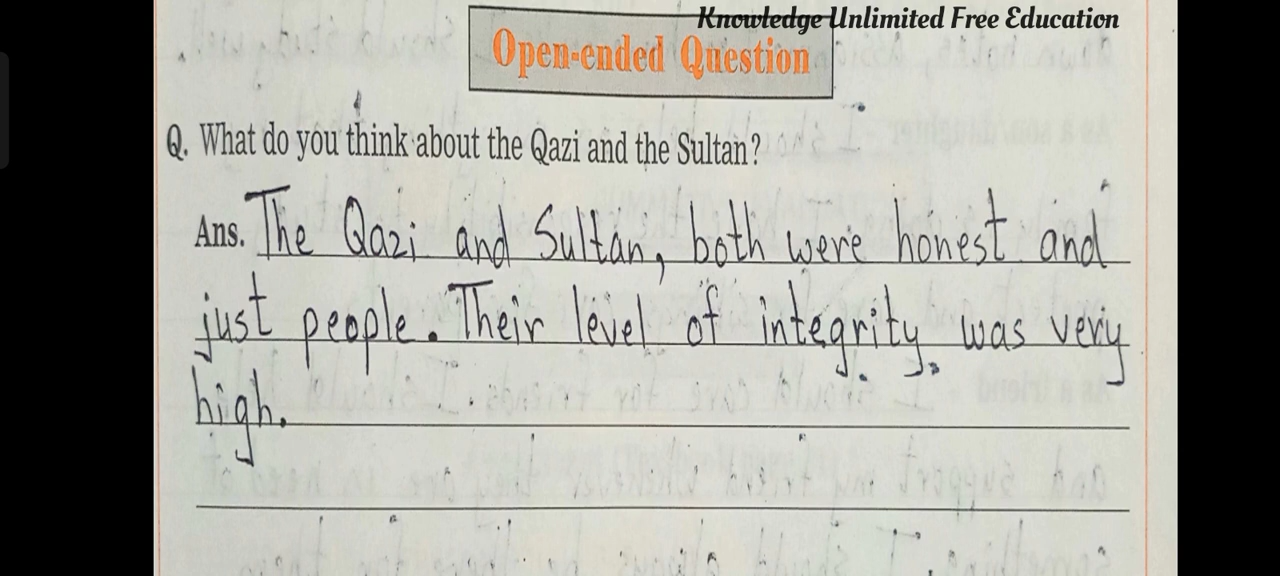 Knowledge Unlimited Free Education
Open-ended Question
Q. What do you think about the Qazi and the Sultan?
Ans. The Qazi and Sultan, both were honest and
just people. Their level of integrity was very
high.